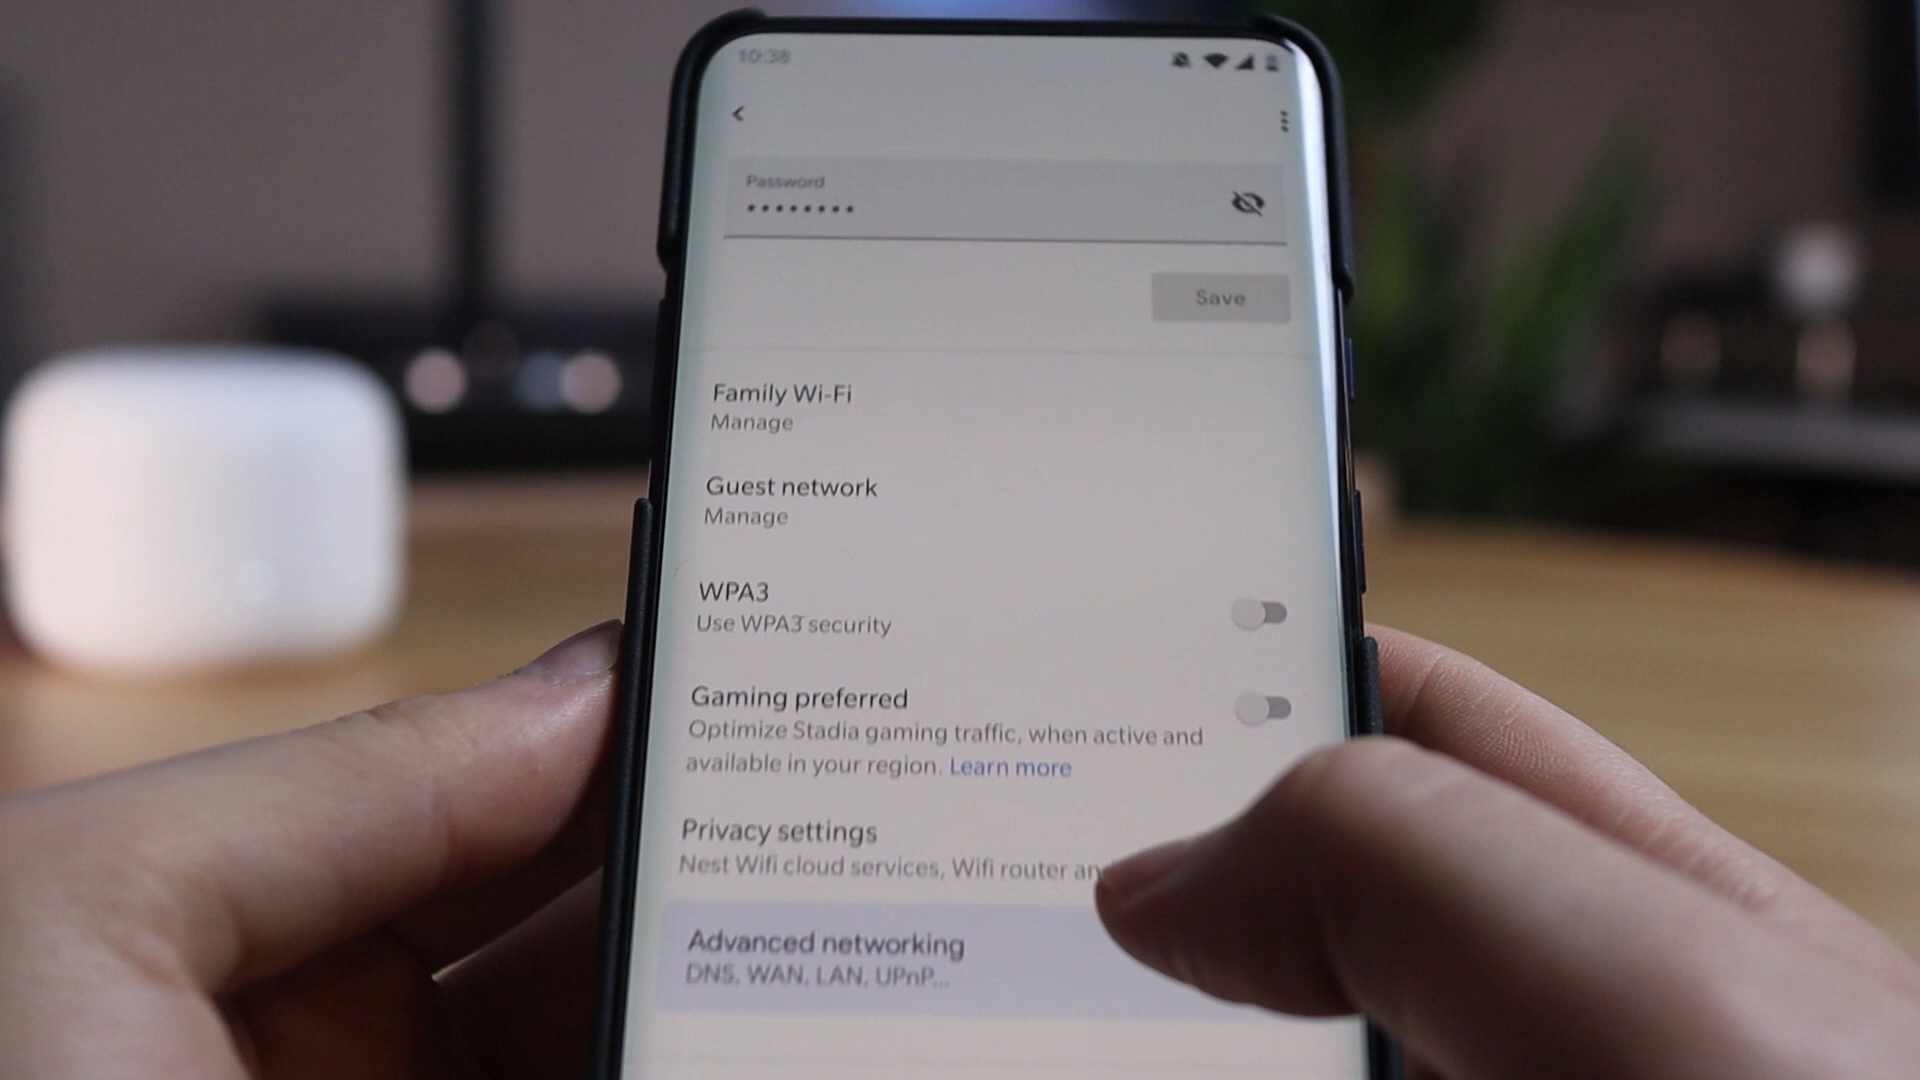 10:38
Password
••••••••
Save
Family Wi-Fi
Manage
Guest network
Manage
WPA3
Use WPA3 security
Gaming preferred
Optimize Stadia gaming traffic, when active and
available in your region. Learn more
Privacy settings
Nest Wifi cloud services, Wifi router an
Advanced networking
DNS, WAN, LAN, UPnP...